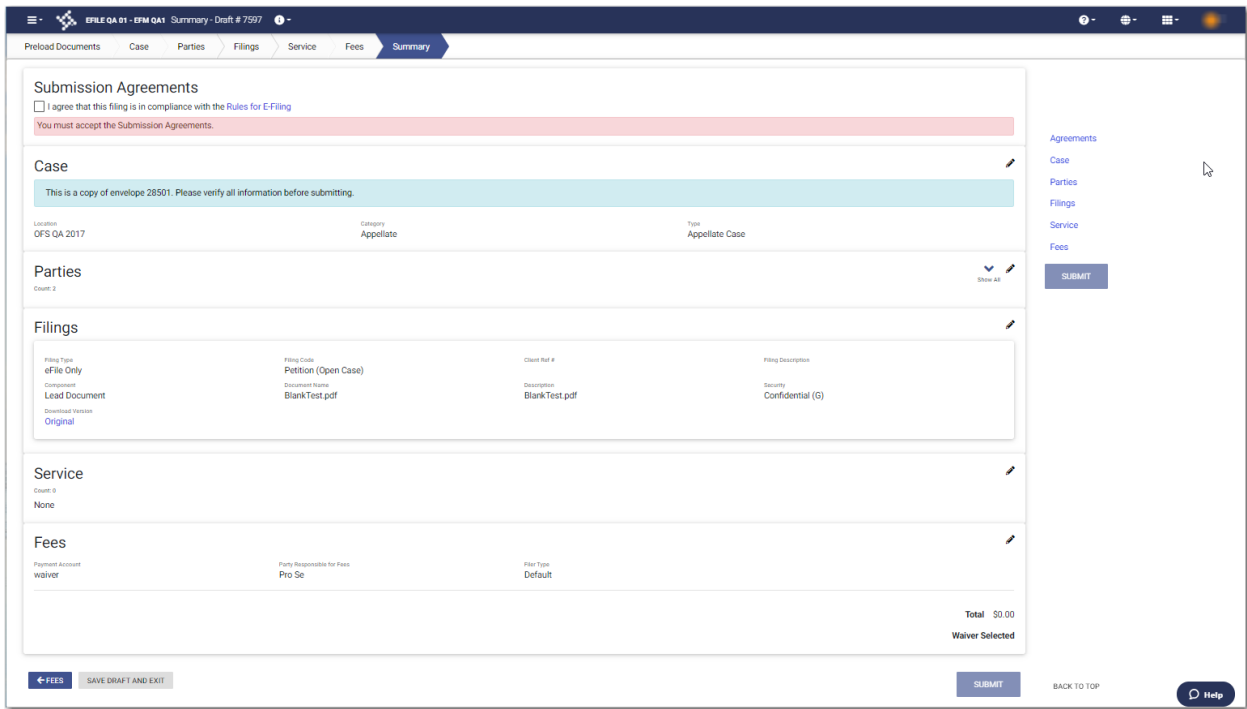 EFILE QA 01 - EFM QA1 Summary - Draft # 7597
Preload Documents Case Parties Filings Service Fees Summary
Submission Agreements
I agree that this filing is in compliance with the Rules for E-Filing
You must accept the Submission Agreements.
Agreements
Case
Parties
Filings
Service
Fees
SUBMIT
Case
This is a copy of envelope 28501. Please verify all information before submitting.
Location Category Type
OFS QA 2017 Appellate Appellate Case
Parties
Count: 2
Show All
Filings
Filing Type Filing Code Client Ref # Filing Description
eFile Only Petition (Open Case)
Component Document Name Description Security
Lead Document BlankTest.pdf BlankTest.pdf Confidential (G)
Download Version
Original
Service
Count: 0
None
Fees
Payment Account Party Responsible for Fees Filer Type
waiver Pro Se Default
Total $0.00
Waiver Selected
FEES SAVE DRAFT AND EXIT SUBMIT BACK TO TOP
Help